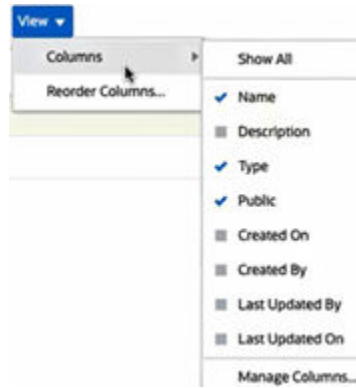 View
Columns
Reorder Columns...
Show All
Name
Description
Type
Public
Created On
Created By
Last Updated By
Last Updated On
Manage Columns...